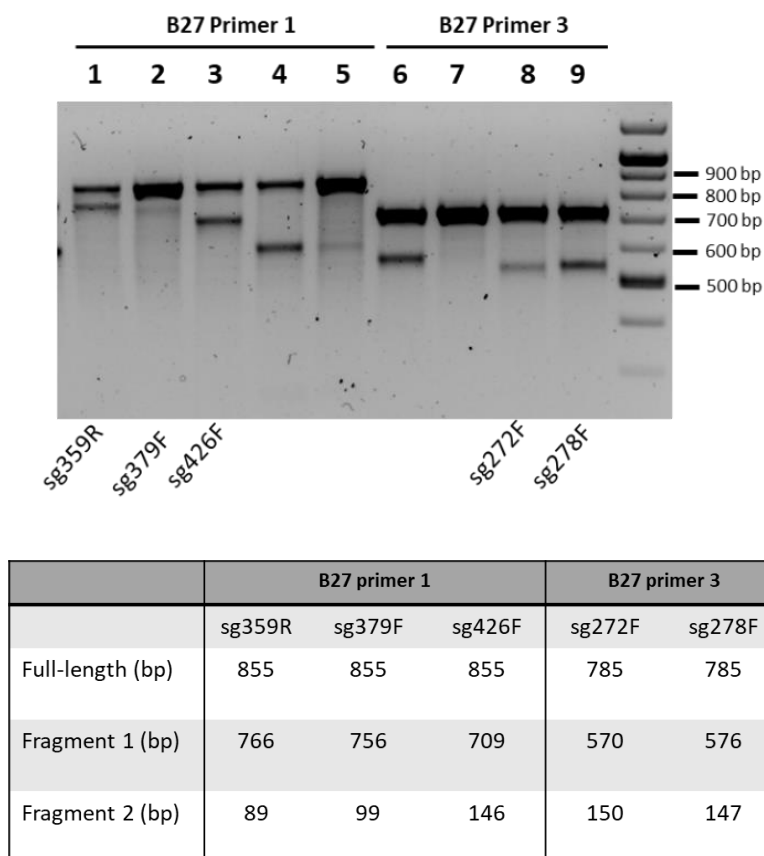 B27 Primer 1 B27 Primer 3
1 2 3 4 5 6 7 8 9
900 bp
800 bp
700 bp
600 bp
500 bp
sg359R sg379F sg426F sg272F sg278F
B27 primer 1 B27 primer 3
sg359R sg379F sg426F sg272F sg278F
Full-length (bp) 855 855 855 785 785
Fragment 1 (bp) 766 756 709 570 576
Fragment 2 (bp) 89 99 146 150 147